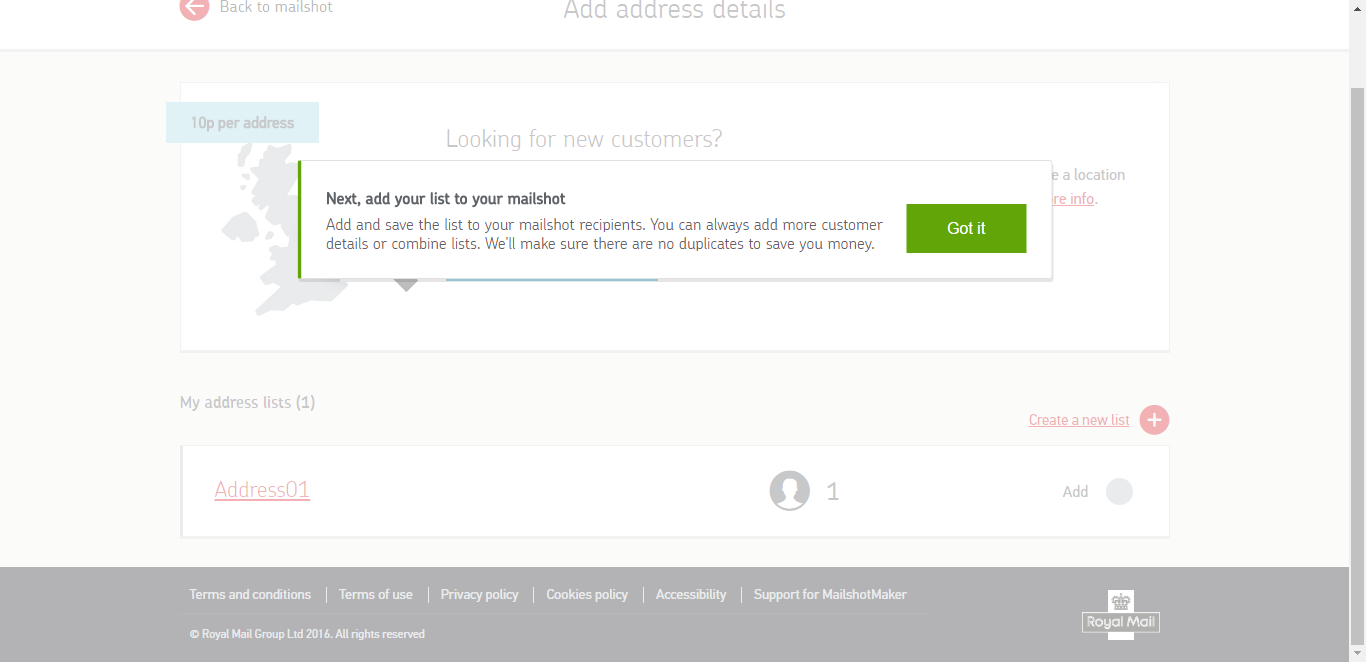 Back to mailshot
Add address details
10p per address
Looking for new customers?
e a location
re info.
Next, add your list to your mailshot
Add and save the list to your mailshot recipients. You can always add more customer
details or combine lists. We'll make sure there are no duplicates to save you money.
Got it
My address lists (1)
Create a new list
Address01
1
Add
Terms and conditions
Terms of use
Privacy policy
Cookies policy
Accessibility
Support for MailshotMaker
© Royal Mail Group Ltd 2016. All rights reserved
Royal Mail